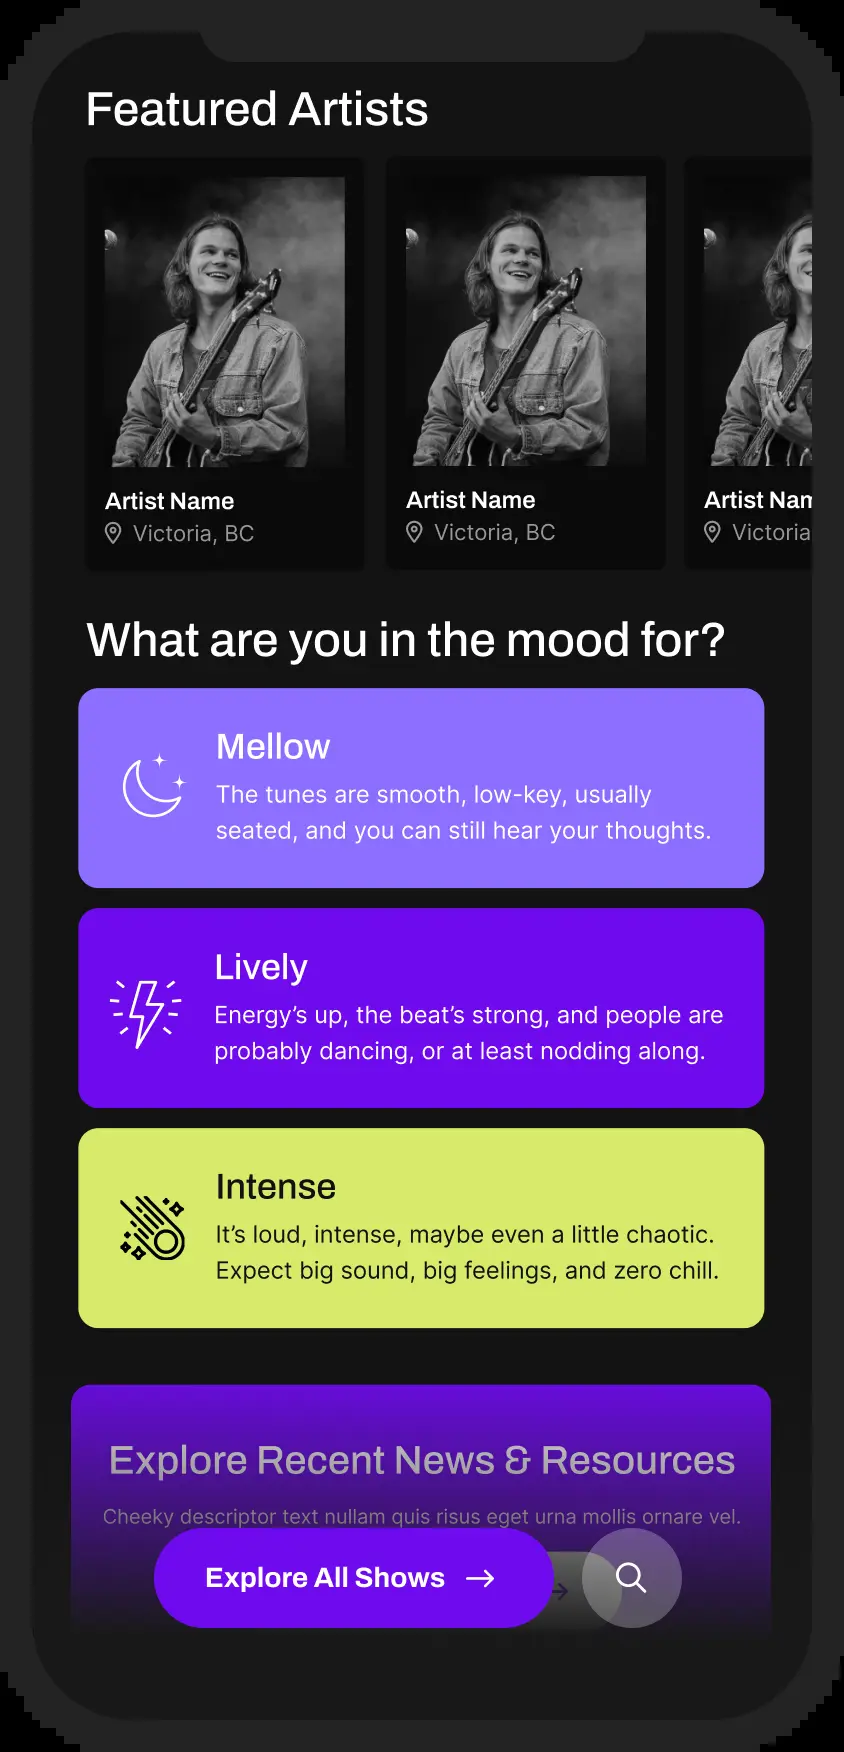 Featured Artists
Artist Name
Victoria, BC
Artist Name
Victoria, BC
Artist Nam
Victoria
What are you in the mood for?
Mellow
The tunes are smooth, low-key, usually
seated, and you can still hear your thoughts.
Lively
Energy’s up, the beat’s strong, and people are
probably dancing, or at least nodding along.
Intense
It’s loud, intense, maybe even a little chaotic.
Expect big sound, big feelings, and zero chill.
Explore Recent News & Resources
Cheeky descriptor text nullam quis risus eget urna mollis ornare vel.
Explore All Shows